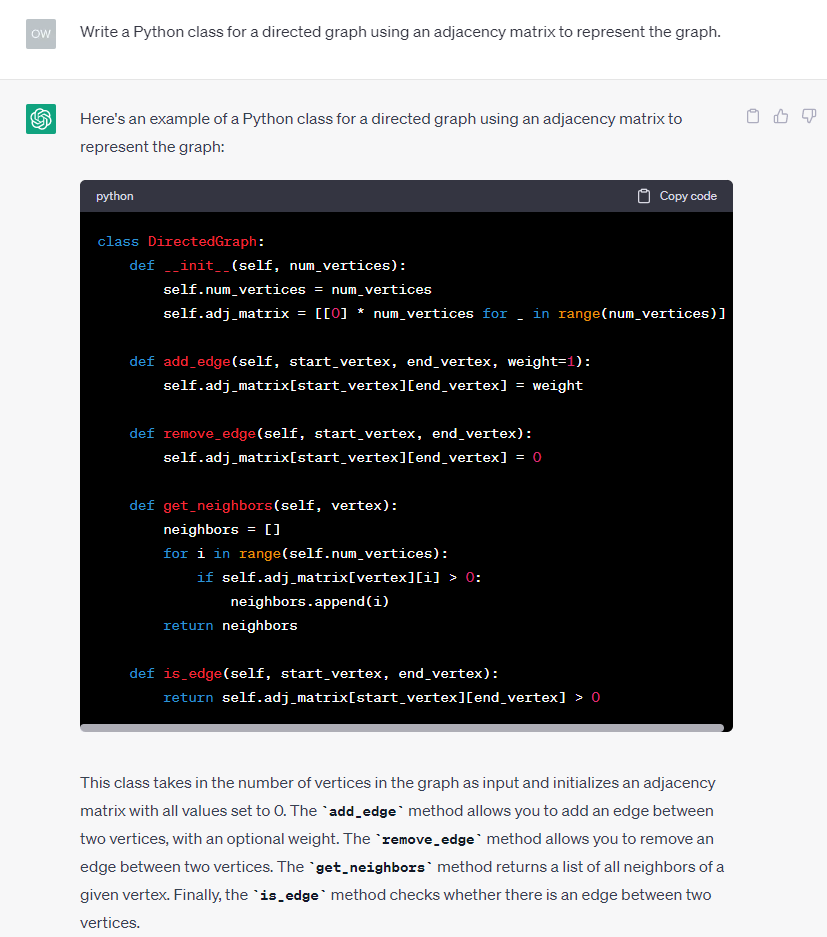 OW
Write a Python class for a directed graph using an adjacency matrix to represent the graph.
Here's an example of a Python class for a directed graph using an adjacency matrix to
represent the graph:
python
Copy code
class DirectedGraph:
    def __init__(self, num_vertices):
        self.num_vertices = num_vertices
        self.adj_matrix = [[0] * num_vertices for _ in range(num_vertices)]
    def add_edge(self, start_vertex, end_vertex, weight=1):
        self.adj_matrix[start_vertex][end_vertex] = weight
    def remove_edge(self, start_vertex, end_vertex):
        self.adj_matrix[start_vertex][end_vertex] = 0
    def get_neighbors(self, vertex):
        neighbors = []
        for i in range(self.num_vertices):
            if self.adj_matrix[vertex][i] > 0:
                neighbors.append(i)
        return neighbors
    def is_edge(self, start_vertex, end_vertex):
        return self.adj_matrix[start_vertex][end_vertex] > 0
This class takes in the number of vertices in the graph as input and initializes an adjacency
matrix with all values set to 0. The `add_edge` method allows you to add an edge between
two vertices, with an optional weight. The `remove_edge` method allows you to remove an
edge between two vertices. The `get_neighbors` method returns a list of all neighbors of a
given vertex. Finally, the `is_edge` method checks whether there is an edge between two
vertices.